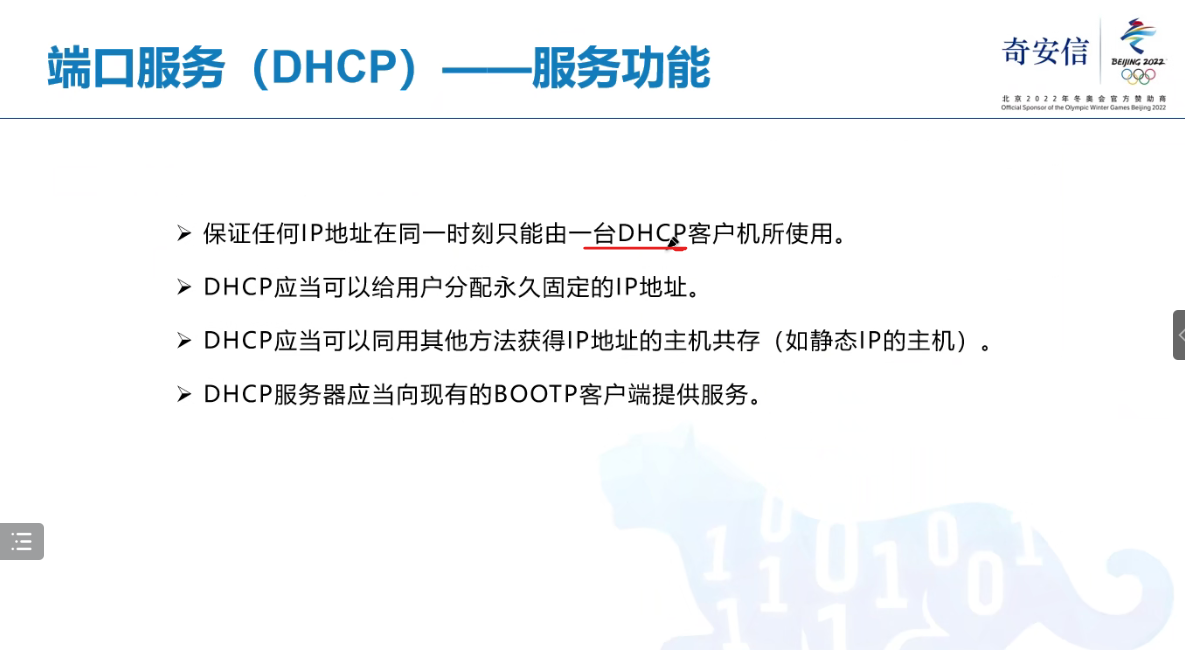 端口服务（DHCP）——服务功能
奇安信
BEIJING 2022
北京2022年冬奥会官方赞助商
Official Sponsor of the Olympic Winter Games Beijing 2022
➢ 保证任何IP地址在同一时刻只能由一台DHCP客户机所使用。
➢ DHCP应当可以给用户分配永久固定的IP地址。
➢ DHCP应当可以同用其他方法获得IP地址的主机共存（如静态IP的主机）。
➢ DHCP服务器应当向现有的BOOTP客户端提供服务。